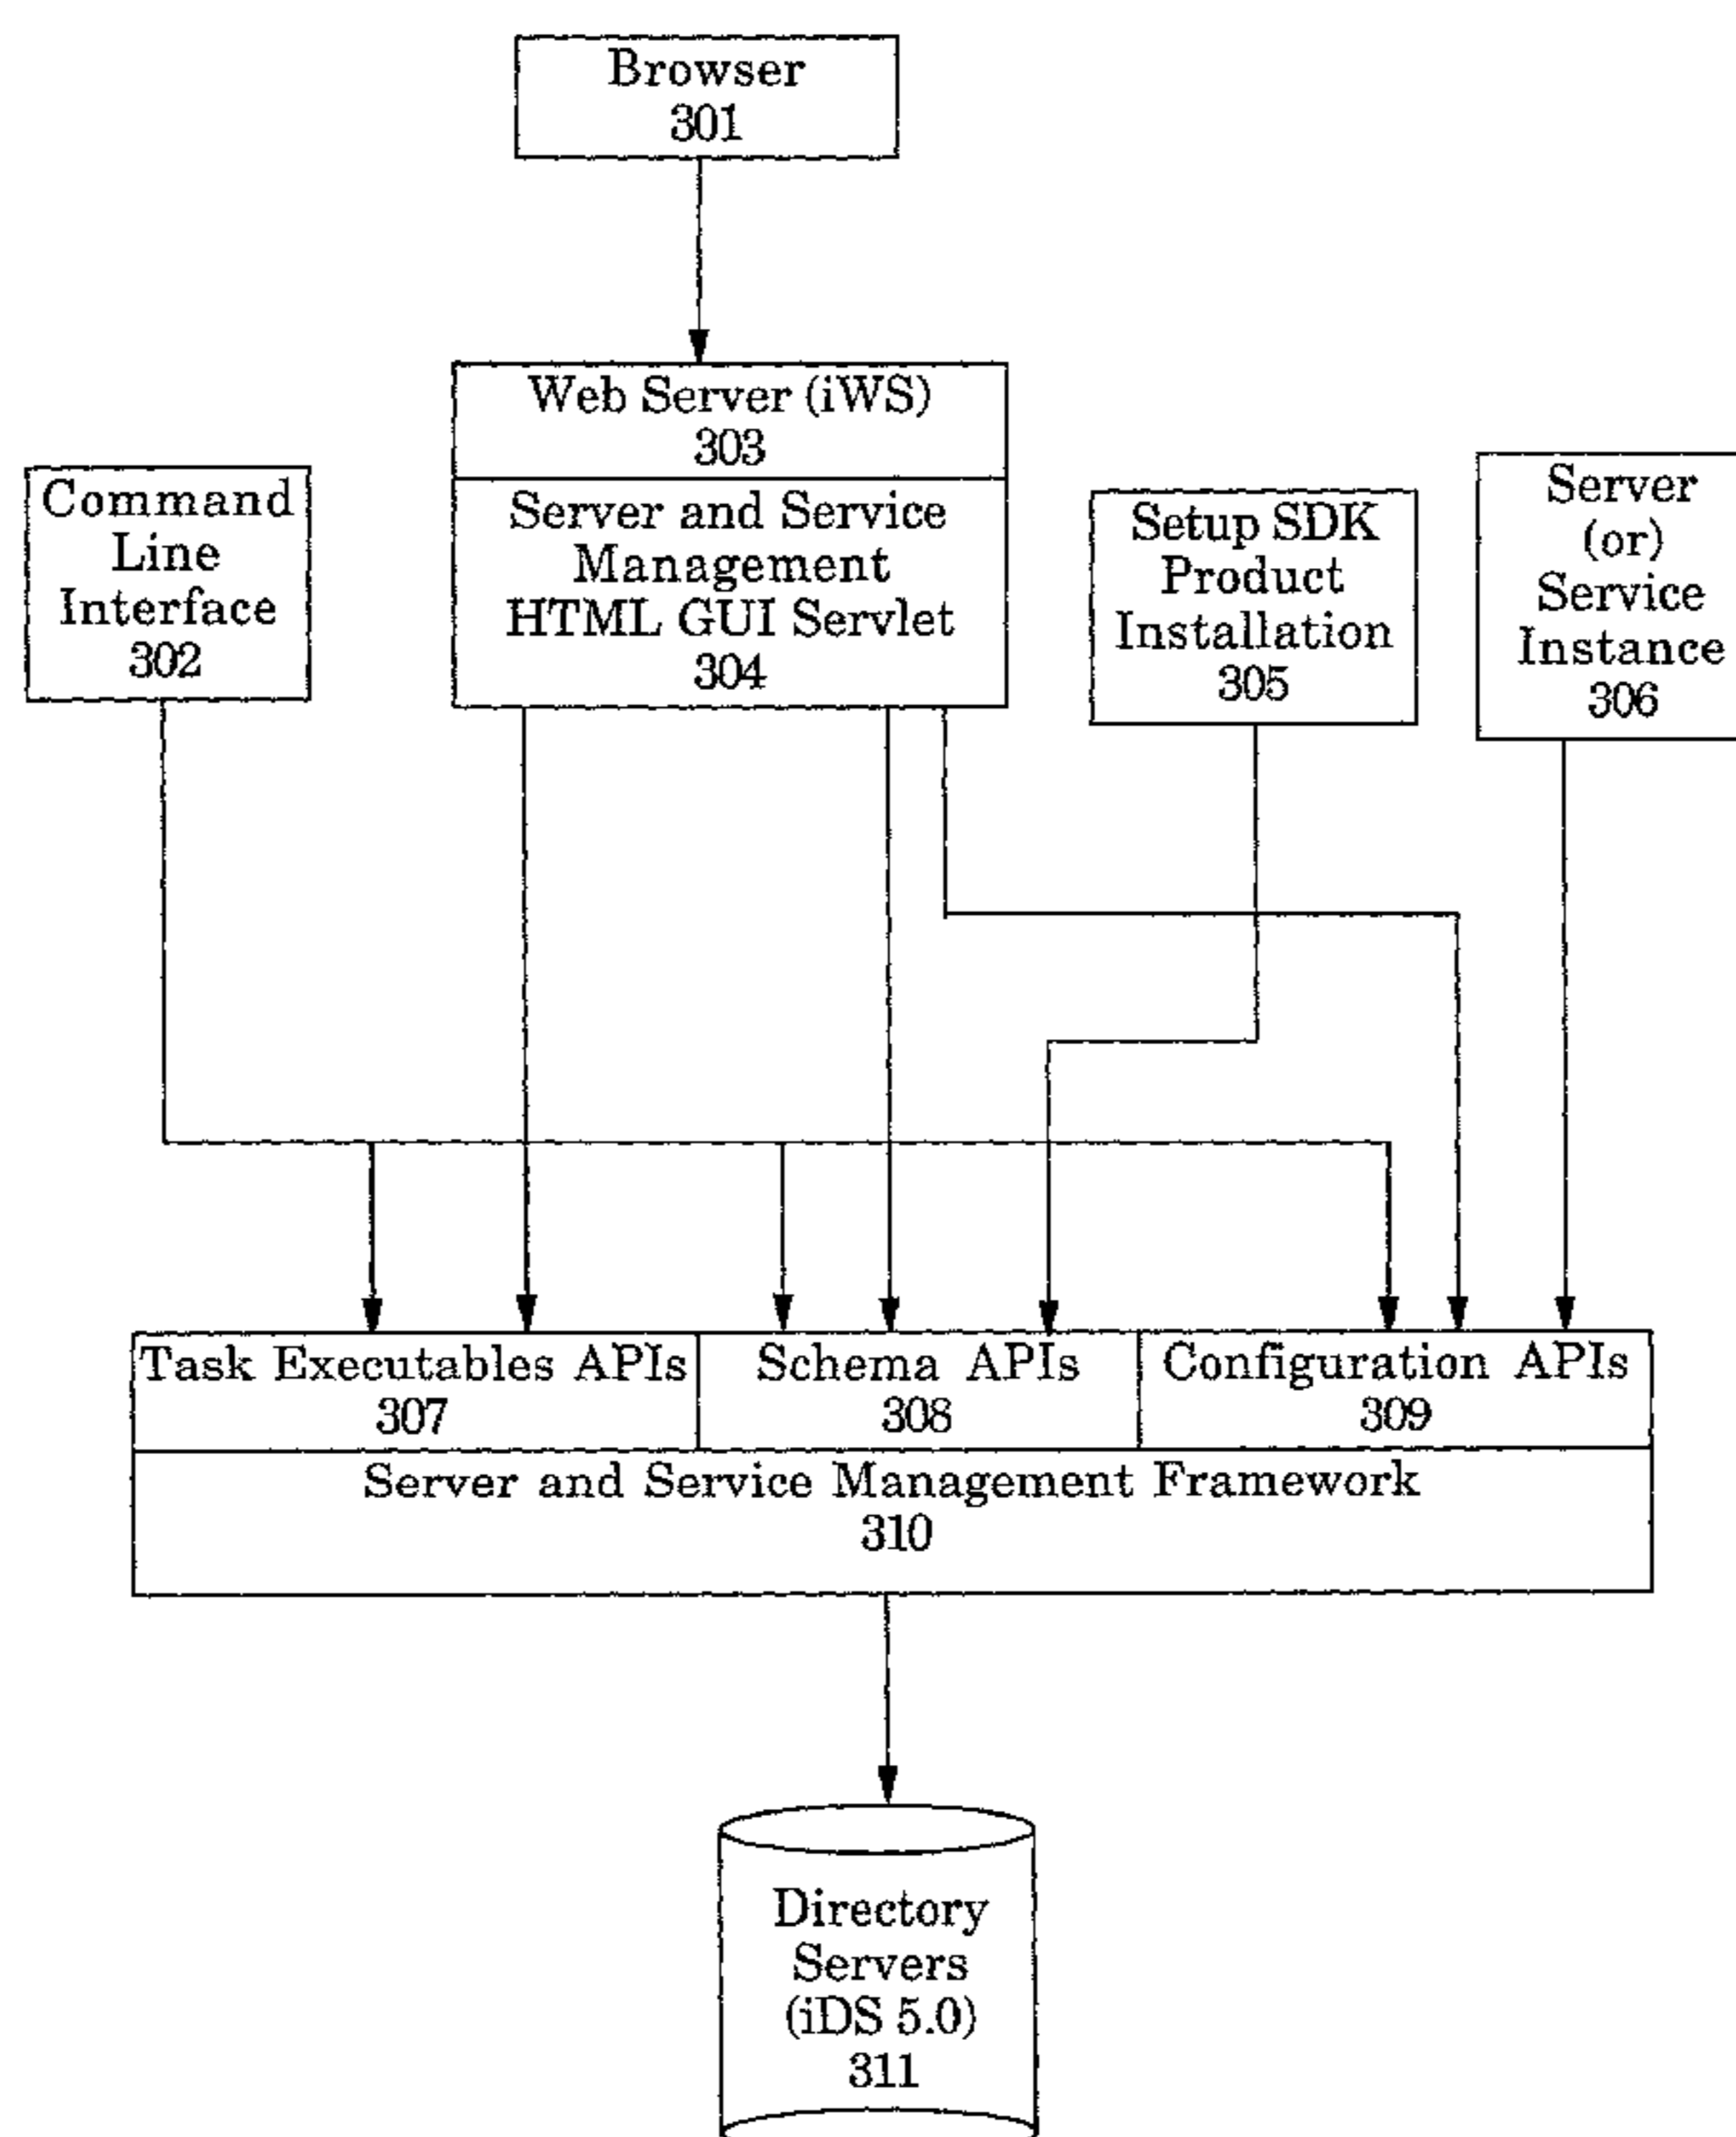 Browser
301
Web Server (iWS)
303
Server and Service
Management
HTML GUI Servlet
304
Command
Line
Interface
302
Setup SDK
Product
Installation
305
Server
(or)
Service
Instance
306
Task Executables APIs
307
Schema APIs
308
Configuration APIs
309
Server and Service Management Framework
310
Directory
Servers
(iDS 5.0)
311